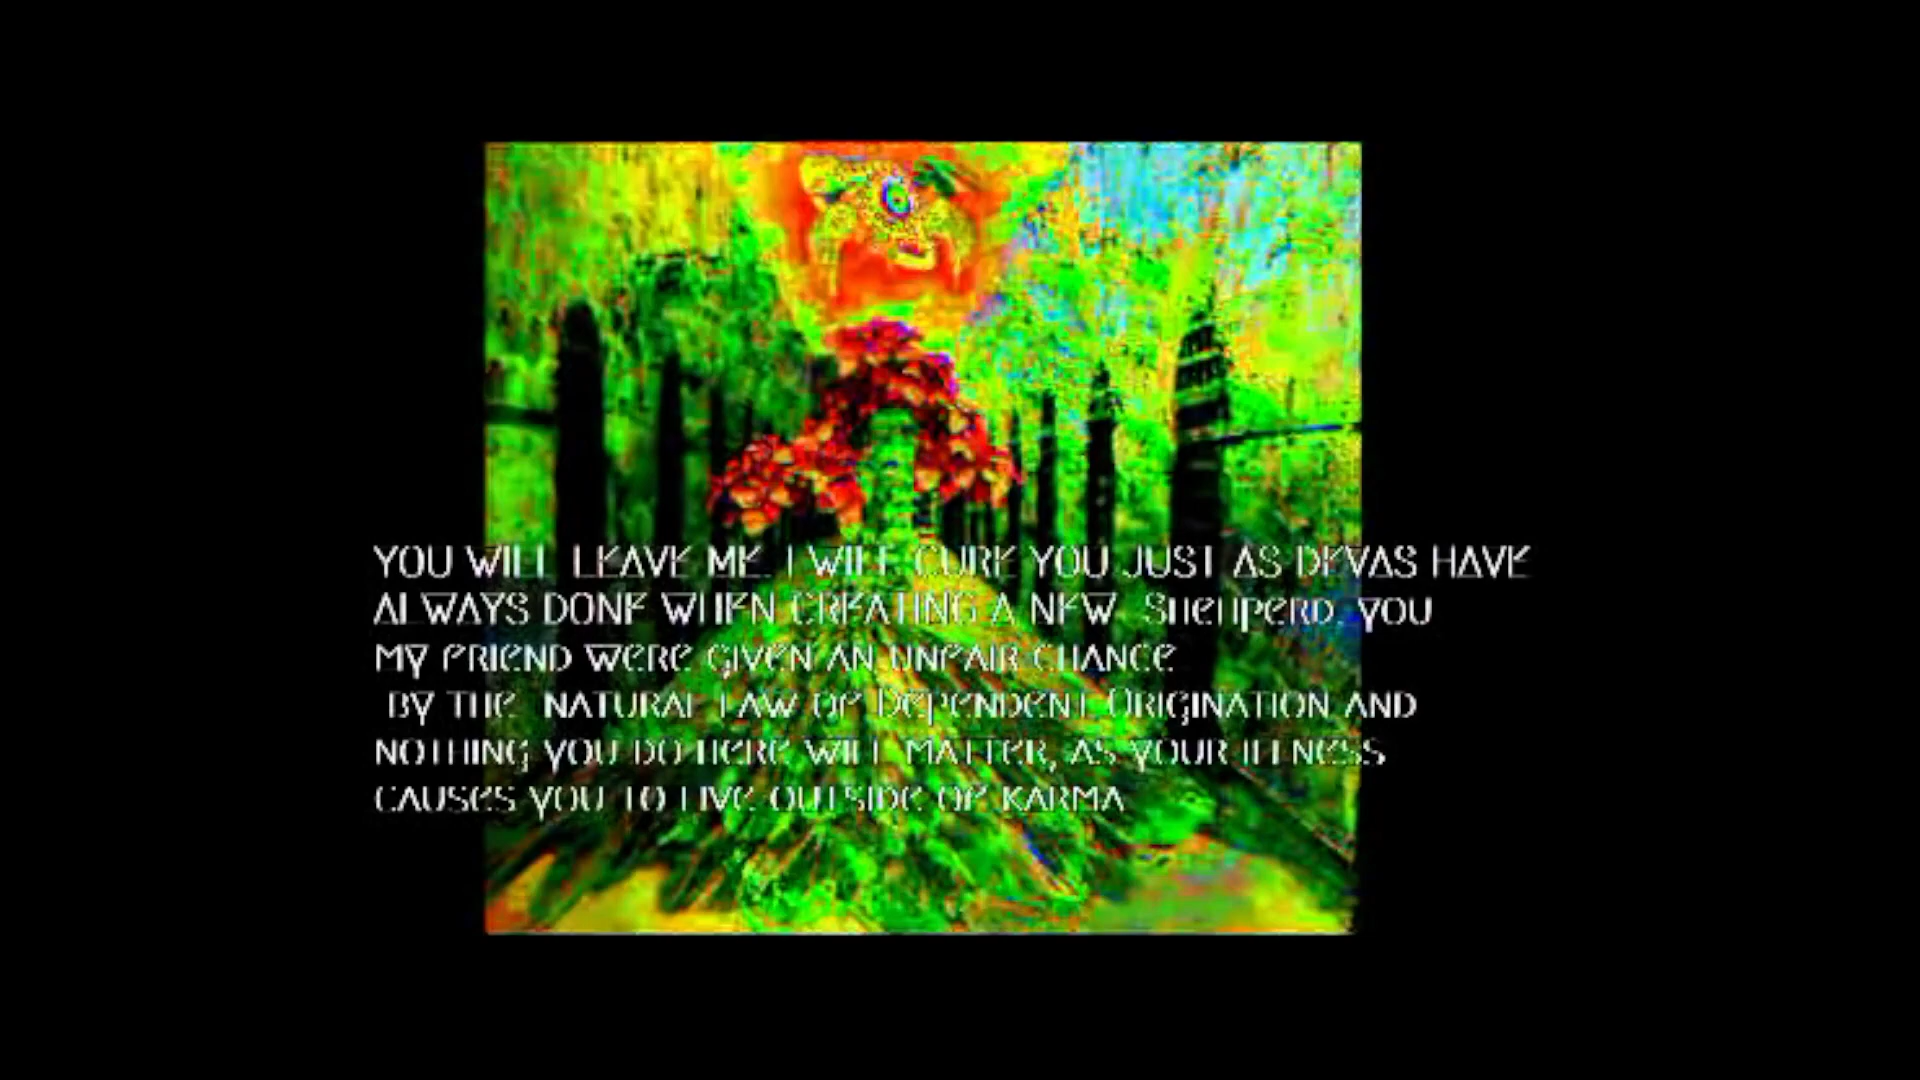 YOU WILL LEAVE ME. I WILL CURE YOU JUST AS DEVAS HAVE
ALWAYS DONE WHEN CREATING A NEW Shehperd. you
my friend were given an unfair chance
by the natural law of Dependent Origination and
nothing you do here will matter, as your illness
causes you to live outside of karma